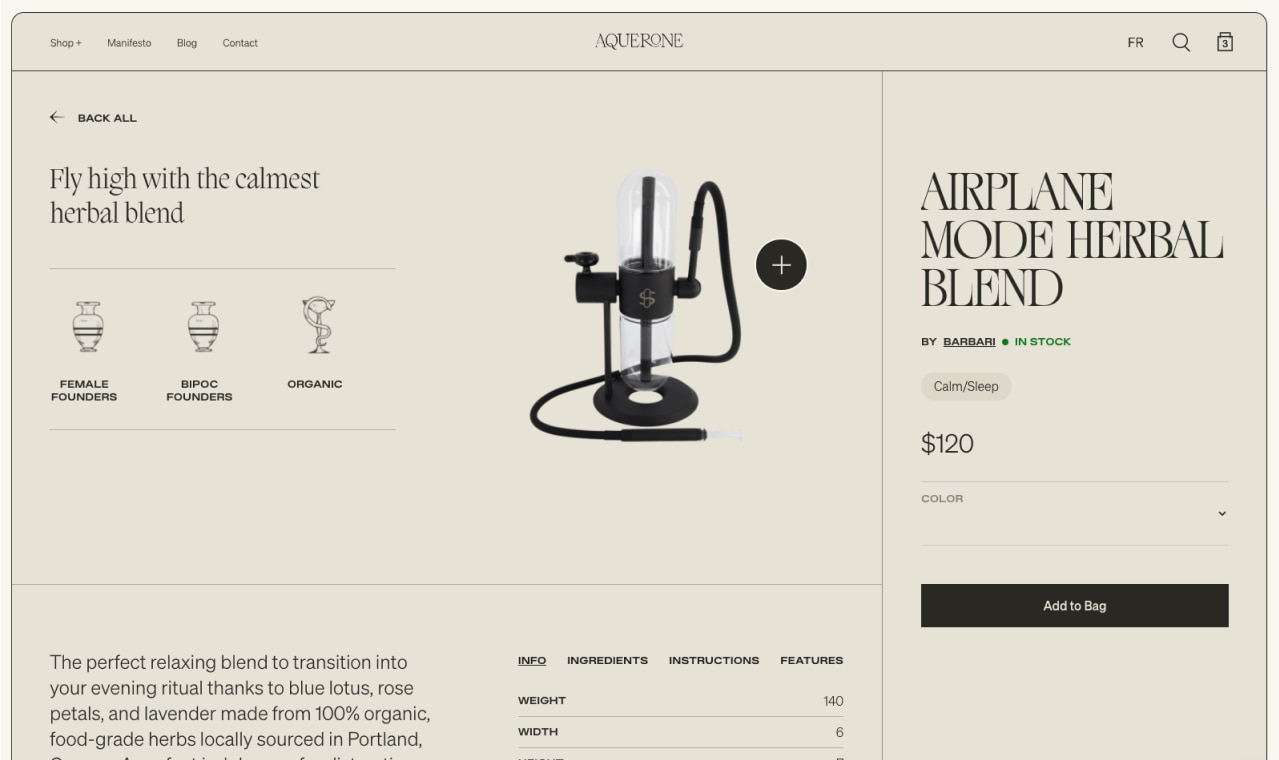 Shop +
Manifesto
Blog
Contact
AQUERONE
FR
3
BACK ALL
Fly high with the calmest
herbal blend
FEMALE
FOUNDERS
BIPOC
FOUNDERS
ORGANIC
AIRPLANE
MODE HERBAL
BLEND
BY BARBARI IN STOCK
Calm/Sleep
$120
COLOR
Add to Bag
The perfect relaxing blend to transition into
your evening ritual thanks to blue lotus, rose
petals, and lavender made from 100% organic,
food-grade herbs locally sourced in Portland,
INFO
INGREDIENTS
INSTRUCTIONS
FEATURES
WEIGHT 140
WIDTH 6